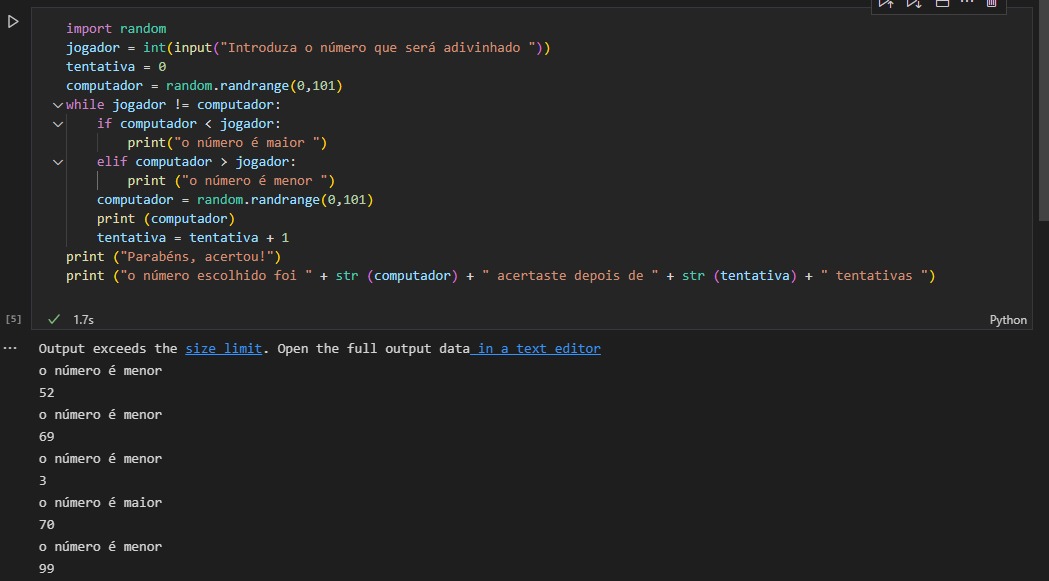 import random
jogador = int(input("Introduza o número que será adivinhado "))
tentativa = 0
computador = random.randrange(0,101)
while jogador != computador:
    if computador < jogador:
        print("o número é maior ")
    elif computador > jogador:
        print ("o número é menor ")
    computador = random.randrange(0,101)
    print (computador)
    tentativa = tentativa + 1
print ("Parabéns, acertou!")
print ("o número escolhido foi " + str (computador) + " acertaste depois de " + str (tentativa) + " tentativas ")
[5] 1.7s Python
... Output exceeds the size limit. Open the full output data in a text editor
o número é menor
52
o número é menor
69
o número é menor
3
o número é maior
70
o número é menor
99